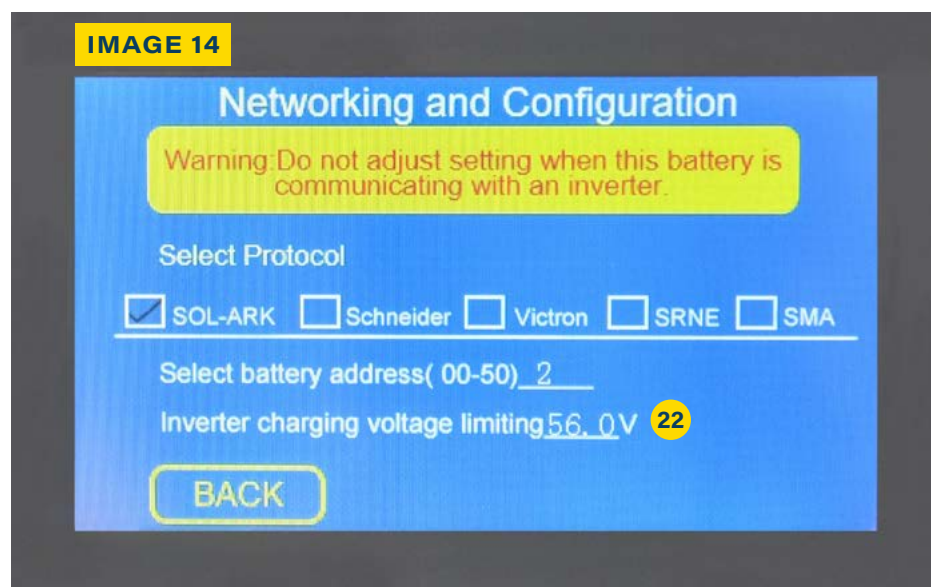 IMAGE 14
Networking and Configuration
Warning:Do not adjust setting when this battery is
communicating with an inverter.
Select Protocol
SOL-ARK Schneider Victron SRNE SMA
Select battery address( 00-50) 2
Inverter charging voltage limiting 56.0V 22
BACK